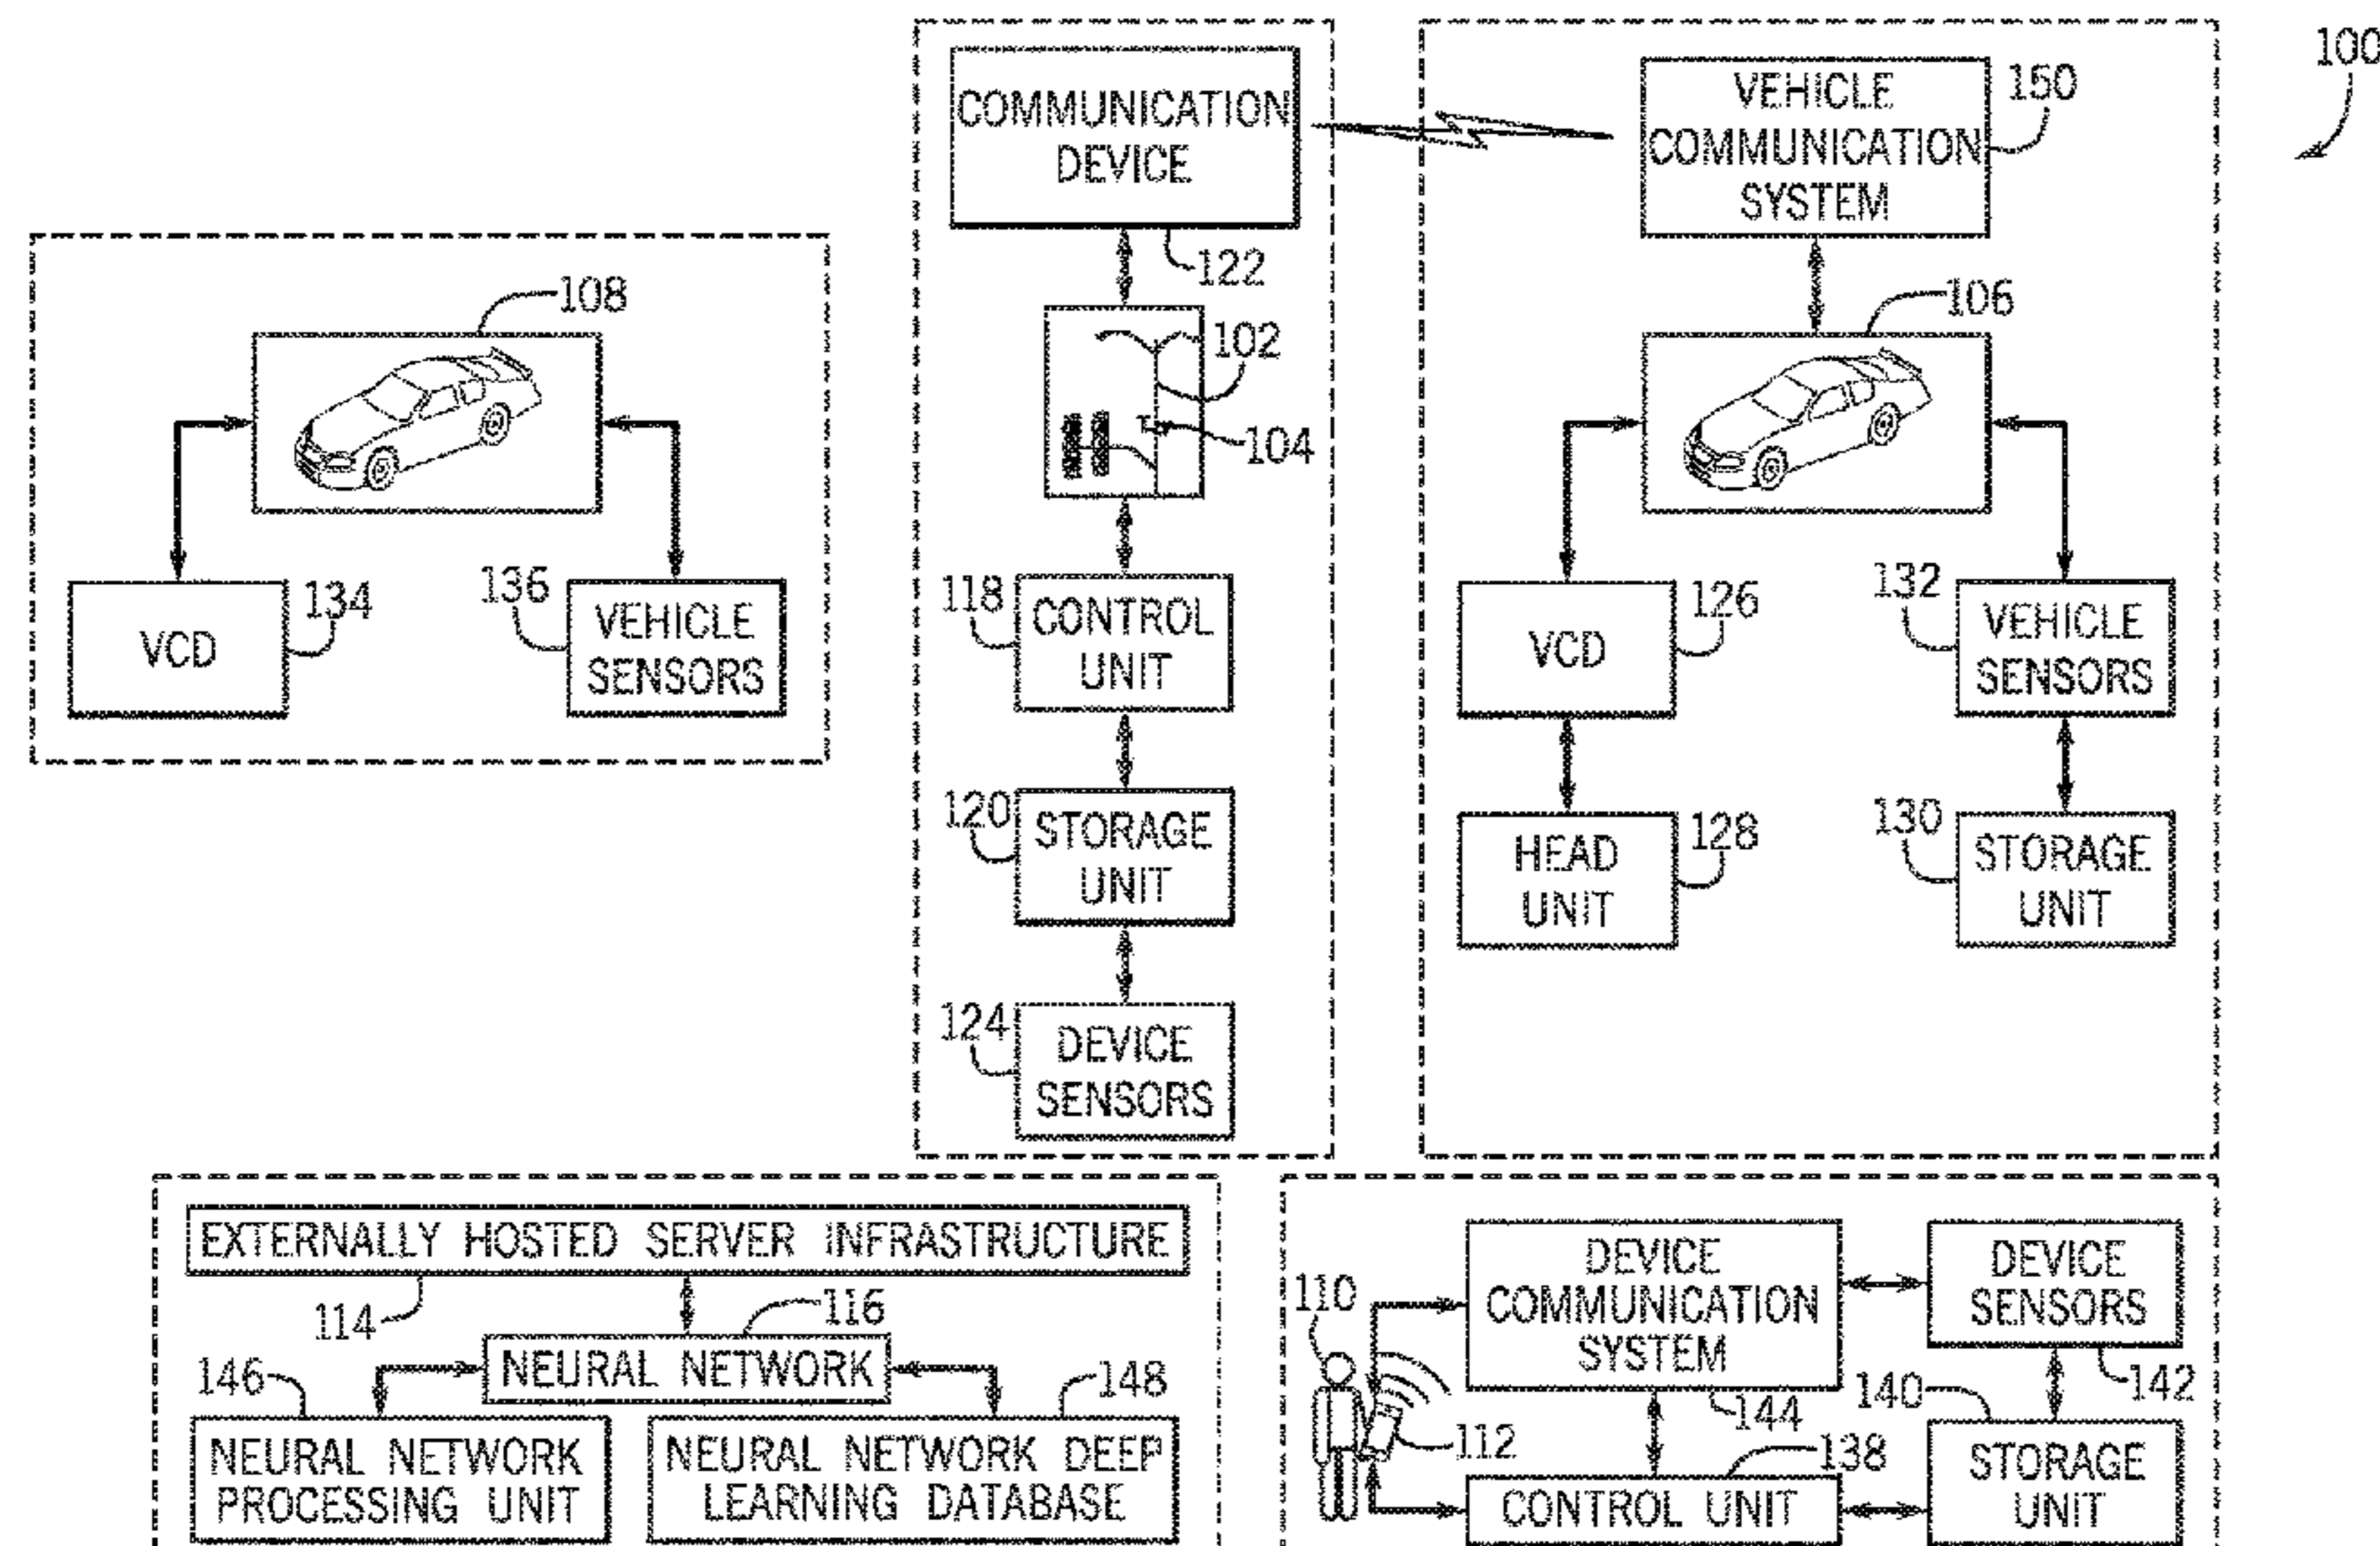 100
COMMUNICATION
DEVICE
122
VEHICLE
COMMUNICATION
SYSTEM
150
108
VCD
134
136
VEHICLE
SENSORS
102
104
118
CONTROL
UNIT
120
STORAGE
UNIT
124
DEVICE
SENSORS
106
VCD
126
132
VEHICLE
SENSORS
HEAD
UNIT
128
130
STORAGE
UNIT
EXTERNALLY HOSTED SERVER INFRASTRUCTURE
114
116
NEURAL NETWORK
146
148
NEURAL NETWORK
PROCESSING UNIT
NEURAL NETWORK DEEP
LEARNING DATABASE
110
112
DEVICE
COMMUNICATION
SYSTEM
144
DEVICE
SENSORS
142
140
138
CONTROL UNIT
STORAGE
UNIT